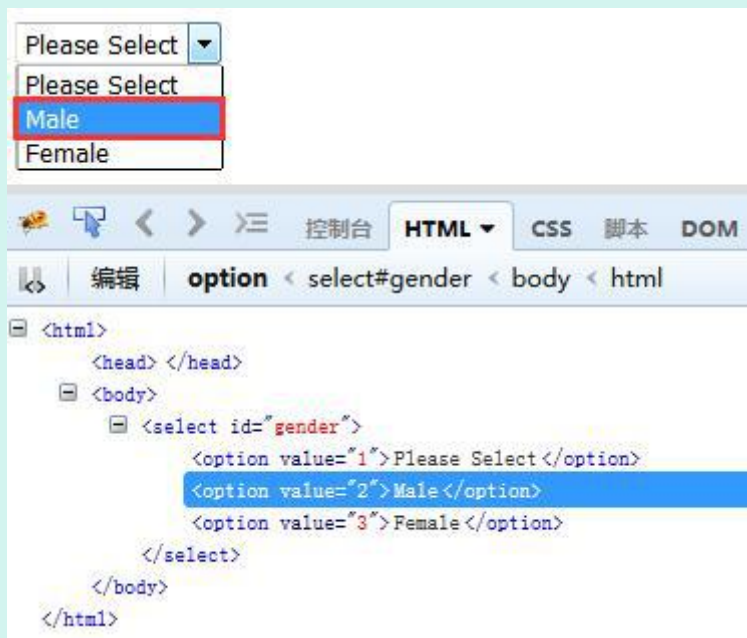 Please Select
Please Select
Male
Female
控制台 HTML CSS 脚本 DOM
编辑 option < select#gender < body < html
<html>
<head> </head>
<body>
<select id="gender">
<option value="1">Please Select</option>
<option value="2">Male</option>
<option value="3">Female</option>
</select>
</body>
</html>